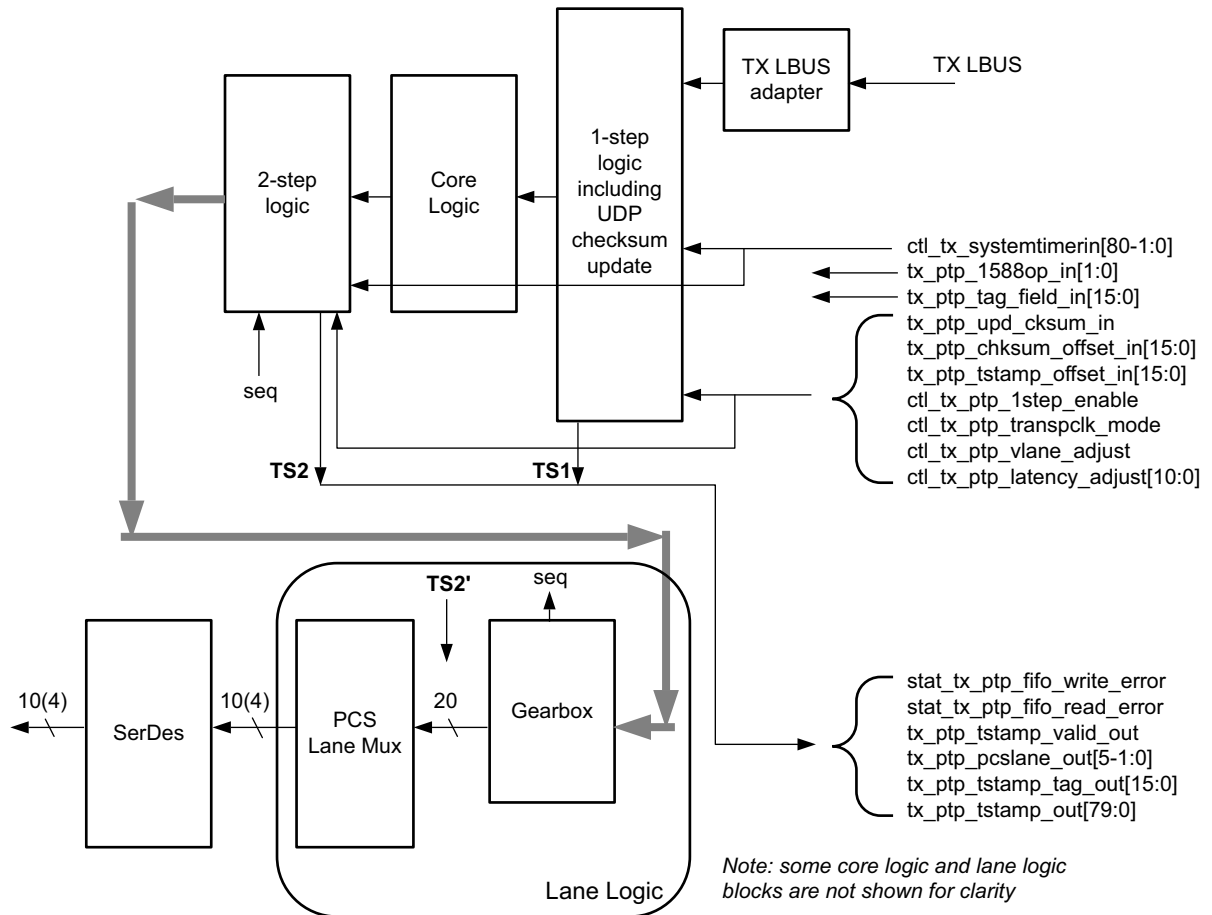 TX LBUS
adapter
TX LBUS
2-step
logic
Core
Logic
1-step
logic
including
UDP
checksum
update
ctl_tx_systemtimerin[80-1:0]
tx_ptp_1588op_in[1:0]
tx_ptp_tag_field_in[15:0]
tx_ptp_upd_cksum_in
tx_ptp_chksum_offset_in[15:0]
tx_ptp_tstamp_offset_in[15:0]
ctl_tx_ptp_1step_enable
ctl_tx_ptp_transpclk_mode
ctl_tx_ptp_vlane_adjust
ctl_tx_ptp_latency_adjust[10:0]
seq
TS2
TS1
TS2'
seq
10(4)
SerDes
10(4)
PCS
Lane Mux
20
Gearbox
Lane Logic
stat_tx_ptp_fifo_write_error
stat_tx_ptp_fifo_read_error
tx_ptp_tstamp_valid_out
tx_ptp_pcslane_out[5-1:0]
tx_ptp_tstamp_tag_out[15:0]
tx_ptp_tstamp_out[79:0]
Note: some core logic and lane logic
blocks are not shown for clarity